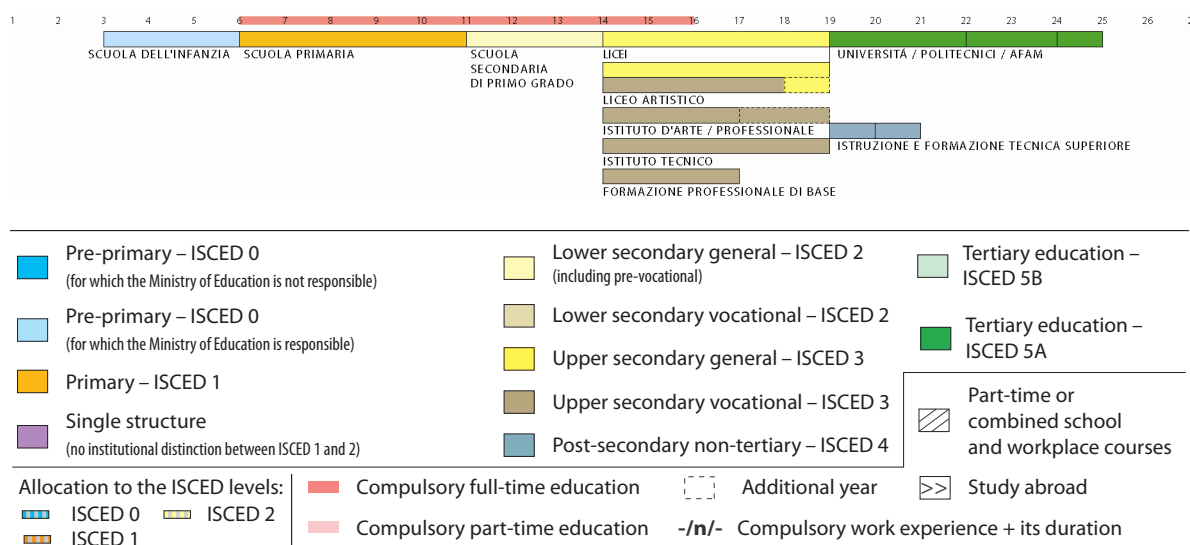 1 2 3 4 5 6 7 8 9 10 11 12 13 14 15 16 17 18 19 20 21 22 23 24 25 26
SCUOLA DELL'INFANZIA SCUOLA PRIMARIA SCUOLA LICEI UNIVERSITÁ / POLITECNICI / AFAM
SECONDARIA
DI PRIMO GRADO
LICEO ARTISTICO
ISTITUTO D'ARTE / PROFESSIONALE
ISTRUZIONE E FORMAZIONE TECNICA SUPERIORE
ISTITUTO TECNICO
FORMAZIONE PROFESSIONALE DI BASE
Pre-primary – ISCED 0
(for which the Ministry of Education is not responsible)
Pre-primary – ISCED 0
(for which the Ministry of Education is responsible)
Primary – ISCED 1
Single structure
(no institutional distinction between ISCED 1 and 2)
Lower secondary general – ISCED 2
(including pre-vocational)
Lower secondary vocational – ISCED 2
Upper secondary general – ISCED 3
Upper secondary vocational – ISCED 3
Post-secondary non-tertiary – ISCED 4
Tertiary education –
ISCED 5B
Tertiary education –
ISCED 5A
Part-time or
combined school
and workplace courses
Allocation to the ISCED levels:
ISCED 0 ISCED 2
ISCED 1
Compulsory full-time education
Additional year
>> Study abroad
Compulsory part-time education
-/n/- Compulsory work experience + its duration